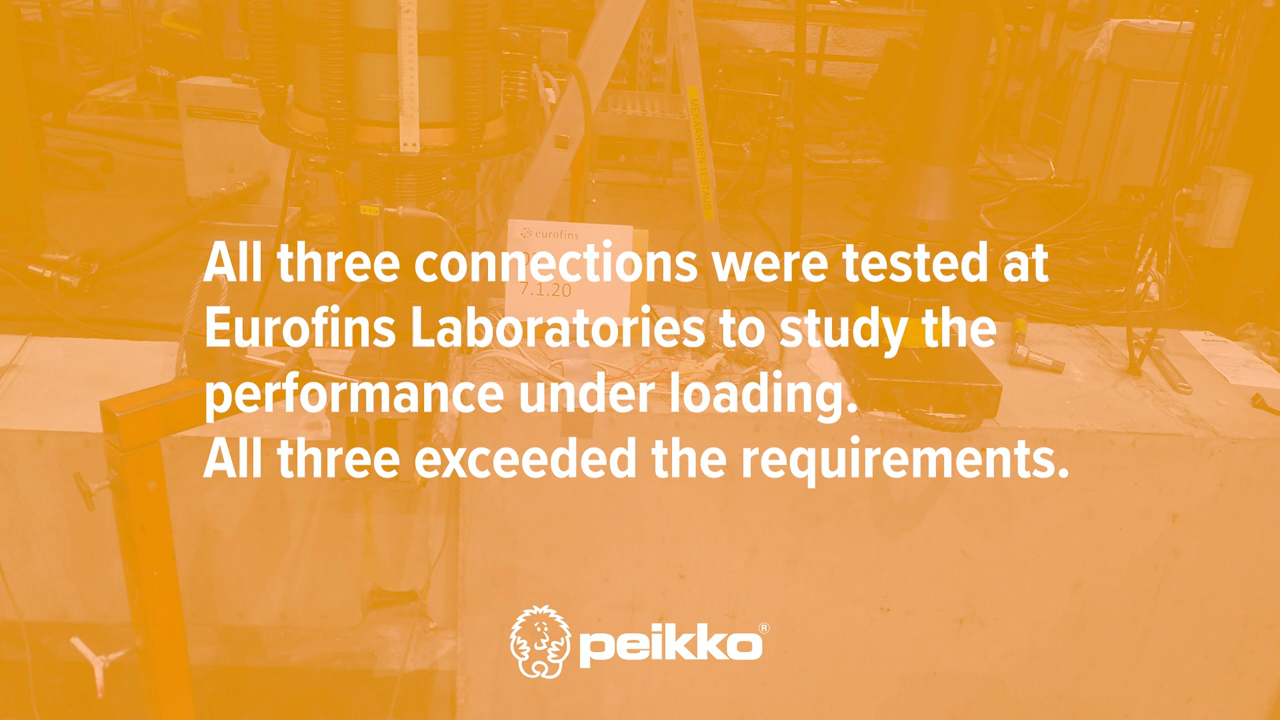 eurofins
7.1.20
All three connections were tested at
Eurofins Laboratories to study the
performance under loading.
All three exceeded the requirements.
peikko®